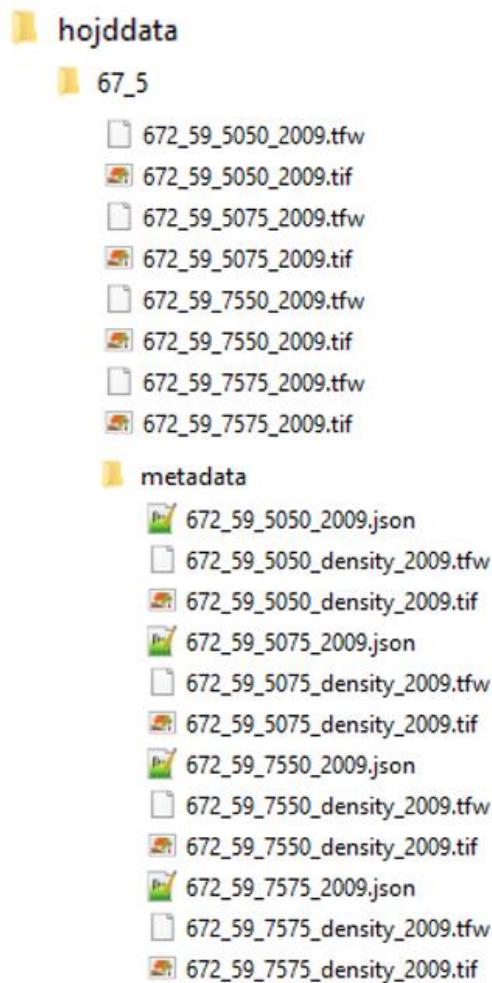 hojddata
67_5
672_59_5050_2009.tfw
672_59_5050_2009.tif
672_59_5075_2009.tfw
672_59_5075_2009.tif
672_59_7550_2009.tfw
672_59_7550_2009.tif
672_59_7575_2009.tfw
672_59_7575_2009.tif
metadata
672_59_5050_2009.json
672_59_5050_density_2009.tfw
672_59_5050_density_2009.tif
672_59_5075_2009.json
672_59_5075_density_2009.tfw
672_59_5075_density_2009.tif
672_59_7550_2009.json
672_59_7550_density_2009.tfw
672_59_7550_density_2009.tif
672_59_7575_2009.json
672_59_7575_density_2009.tfw
672_59_7575_density_2009.tif